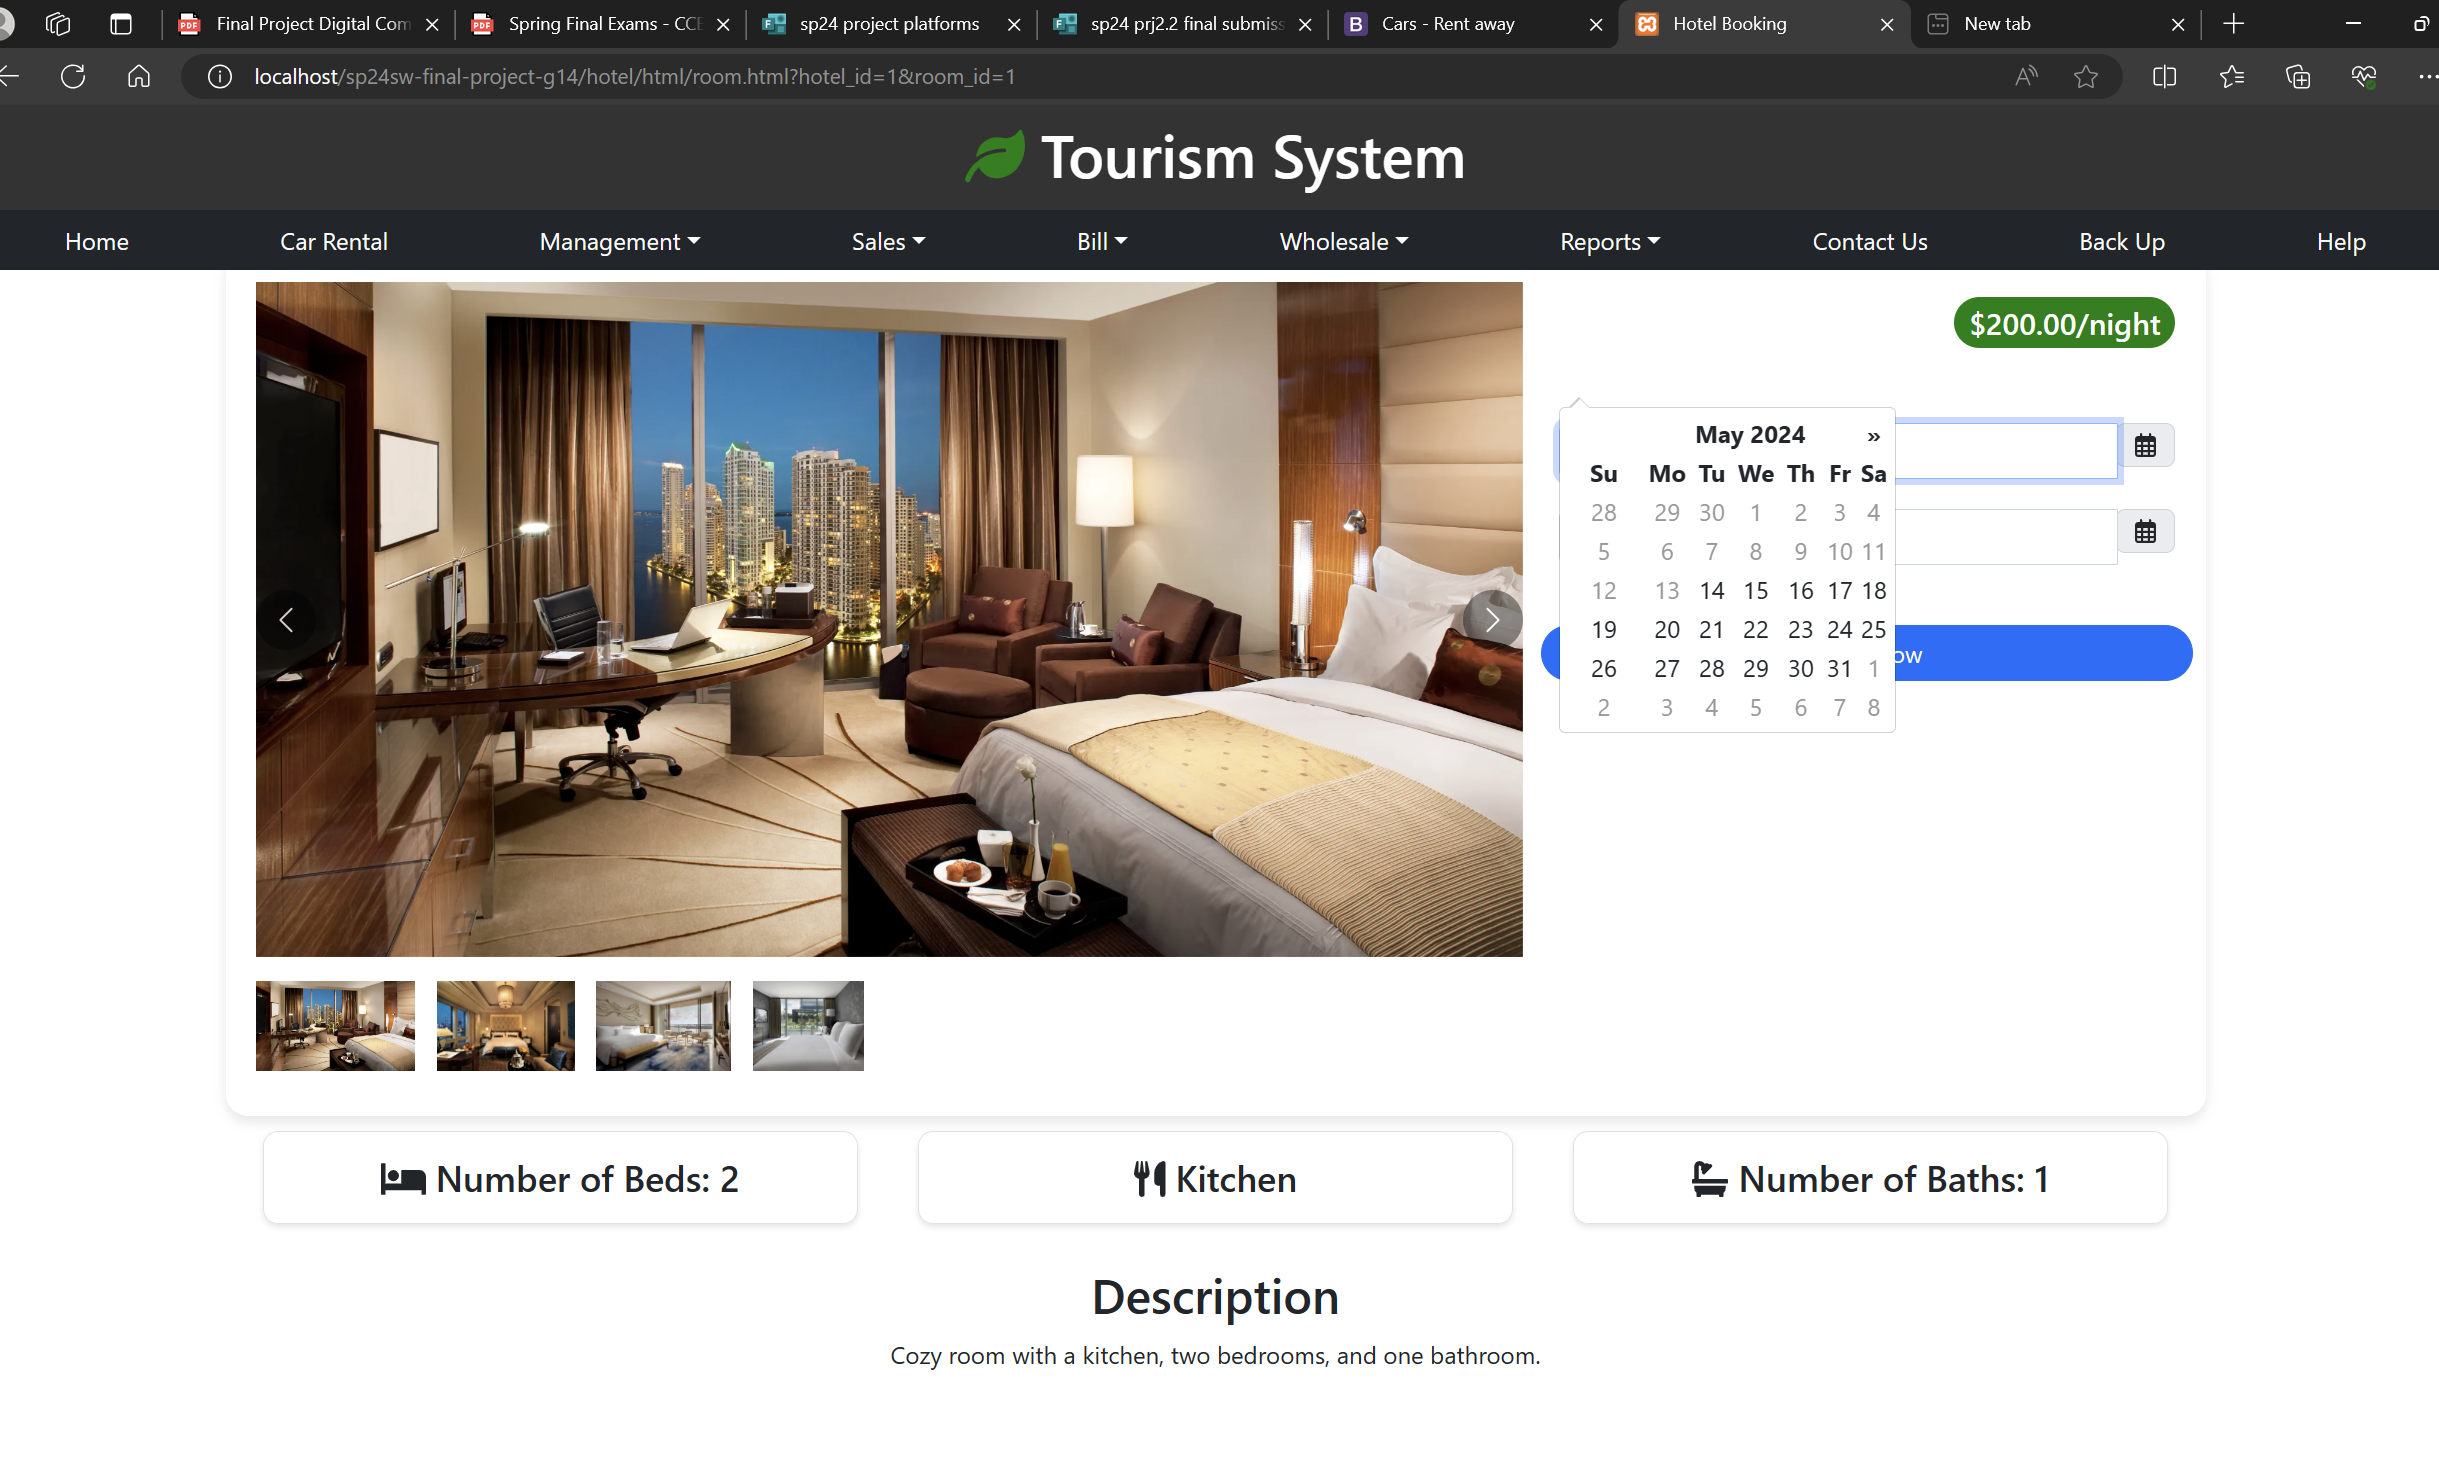 Final Project Digital Com
Spring Final Exams - CCE
sp24 project platforms
sp24 prj2.2 final submiss
Cars - Rent away
Hotel Booking
New tab
localhost/sp24sw-final-project-g14/hotel/html/room.html?hotel_id=1&room_id=1
Tourism System
Home Car Rental Management Sales Bill Wholesale Reports Contact Us Back Up Help
$200.00/night
May 2024 »
Su Mo Tu We Th Fr Sa
28 29 30 1 2 3 4
5 6 7 8 9 10 11
12 13 14 15 16 17 18
19 20 21 22 23 24 25
26 27 28 29 30 31 1
2 3 4 5 6 7 8
ow
Number of Beds: 2
Kitchen
Number of Baths: 1
Description
Cozy room with a kitchen, two bedrooms, and one bathroom.